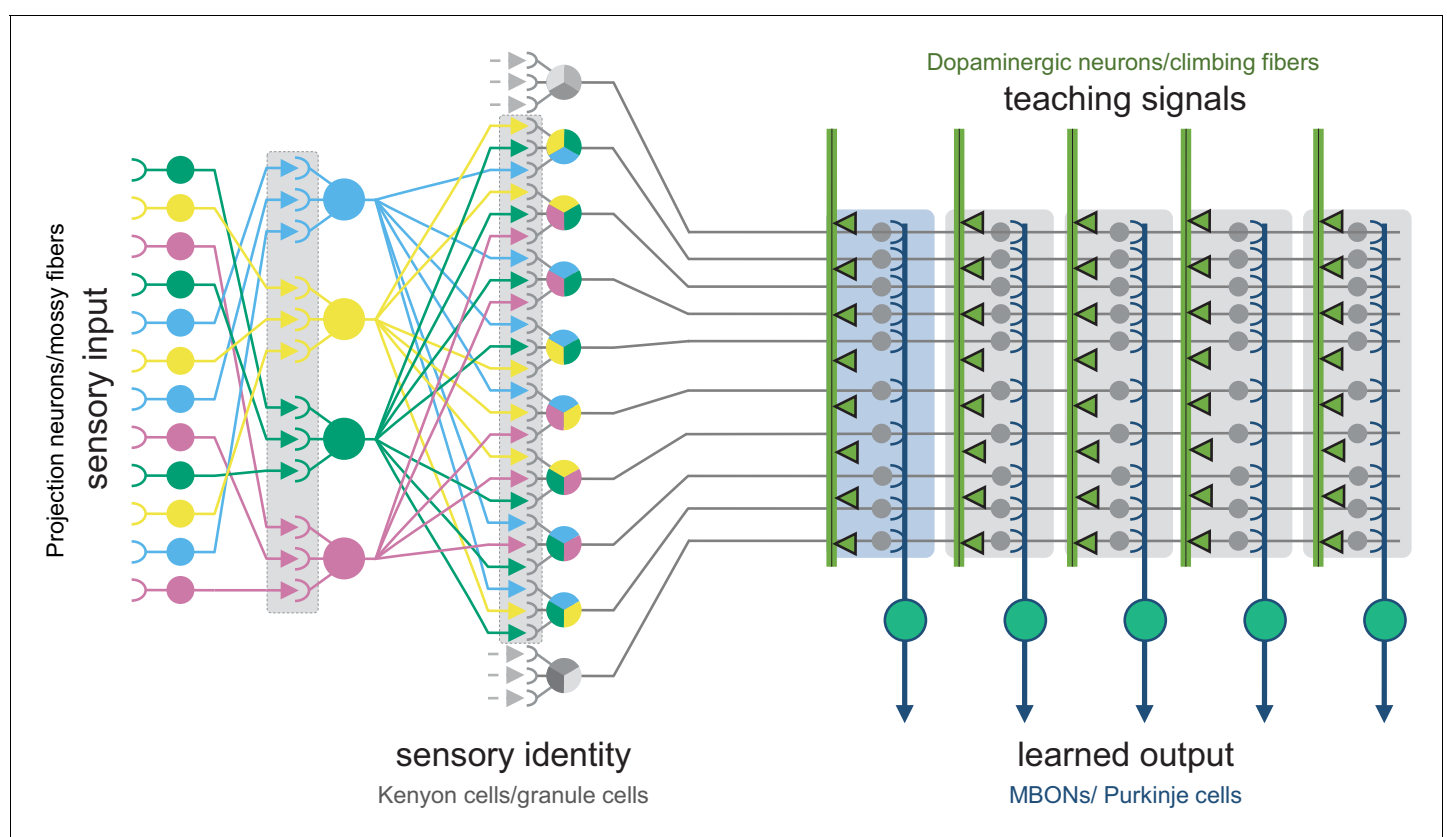 Projection neurons/mossy fibers
sensory input
Dopaminergic neurons/climbing fibers
teaching signals
sensory identity
Kenyon cells/granule cells
learned output
MBONs/ Purkinje cells